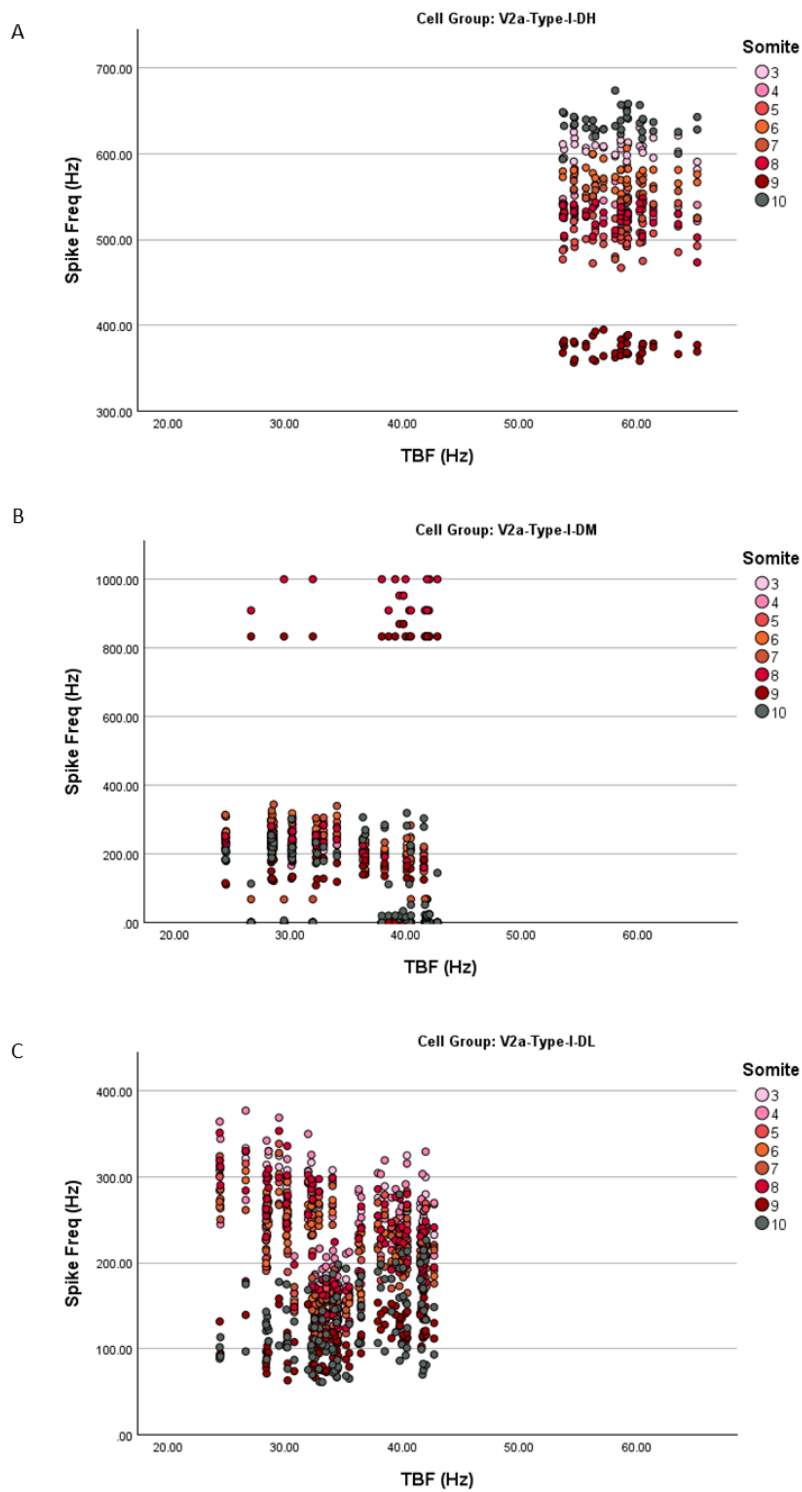 A
Cell Group: V2a-Type-I-DH
Somite
3
4
5
6
7
8
9
10
700.00
600.00
500.00
400.00
300.00
Spike Freq (Hz)
20.00 30.00 40.00 50.00 60.00
TBF (Hz)
B
Cell Group: V2a-Type-I-DM
Somite
3
4
5
6
7
8
9
10
1000.00
800.00
600.00
400.00
200.00
.00
Spike Freq (Hz)
20.00 30.00 40.00 50.00 60.00
TBF (Hz)
C
Cell Group: V2a-Type-I-DL
Somite
3
4
5
6
7
8
9
10
400.00
300.00
200.00
100.00
.00
Spike Freq (Hz)
20.00 30.00 40.00 50.00 60.00
TBF (Hz)